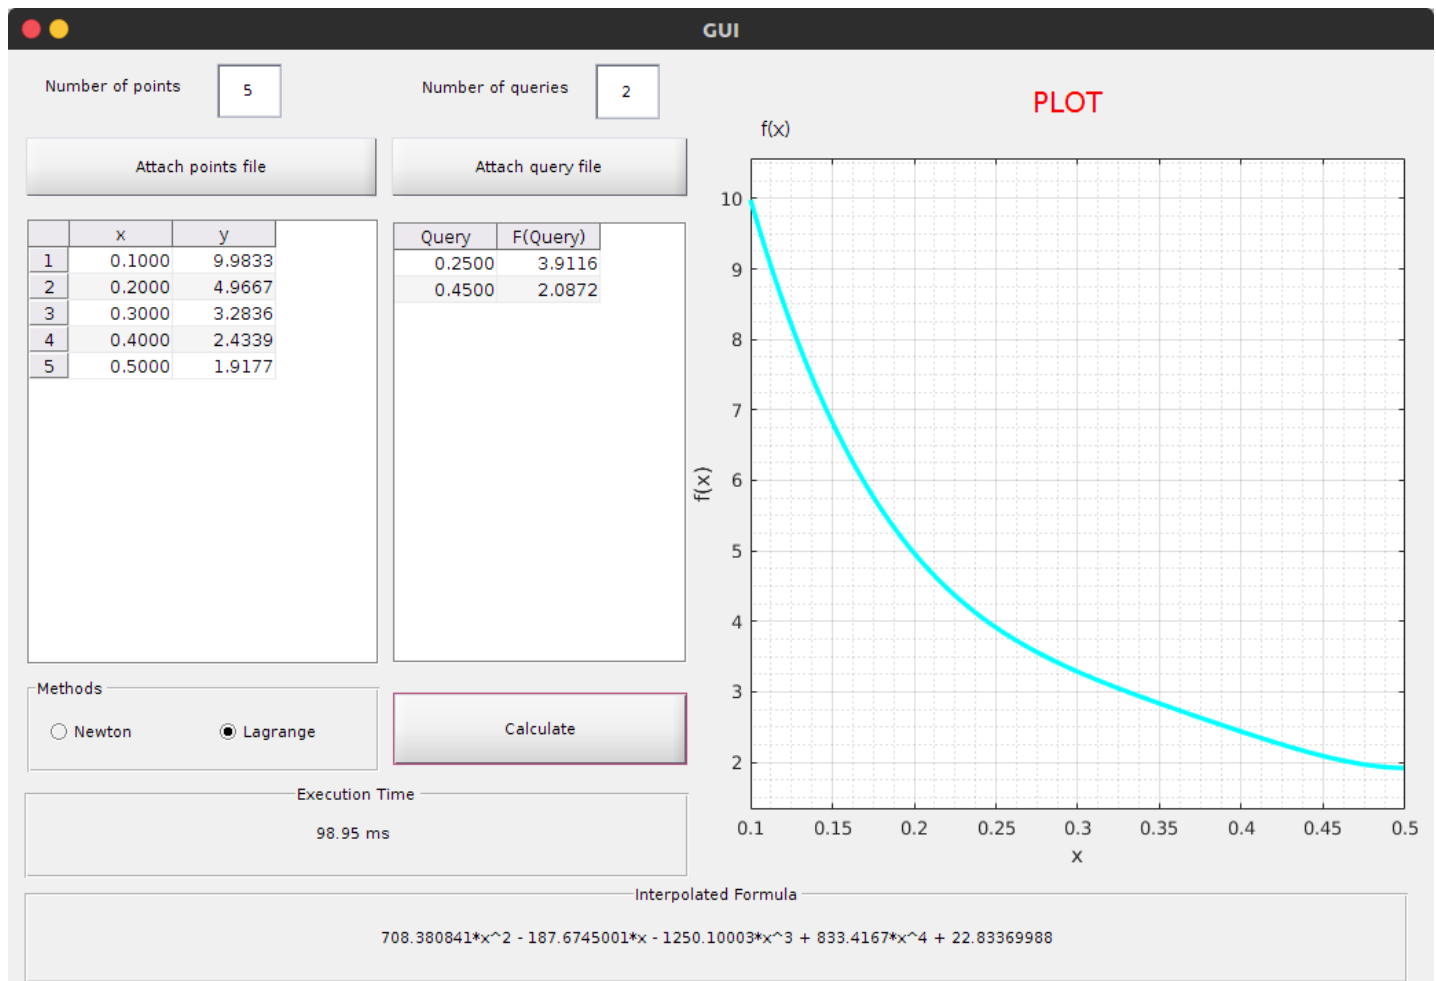 GUI
Number of points 5 Number of queries 2
Attach points file Attach query file
x y
1 0.1000 9.9833
2 0.2000 4.9667
3 0.3000 3.2836
4 0.4000 2.4339
5 0.5000 1.9177
Query F(Query)
0.2500 3.9116
0.4500 2.0872
Methods
Newton Lagrange
Calculate
Execution Time
98.95 ms
PLOT
f(x)
10
9
8
7
6
5
4
3
2
f(x)
0.1 0.15 0.2 0.25 0.3 0.35 0.4 0.45 0.5
x
Interpolated Formula
708.380841*x^2 - 187.6745001*x - 1250.10003*x^3 + 833.4167*x^4 + 22.83369988